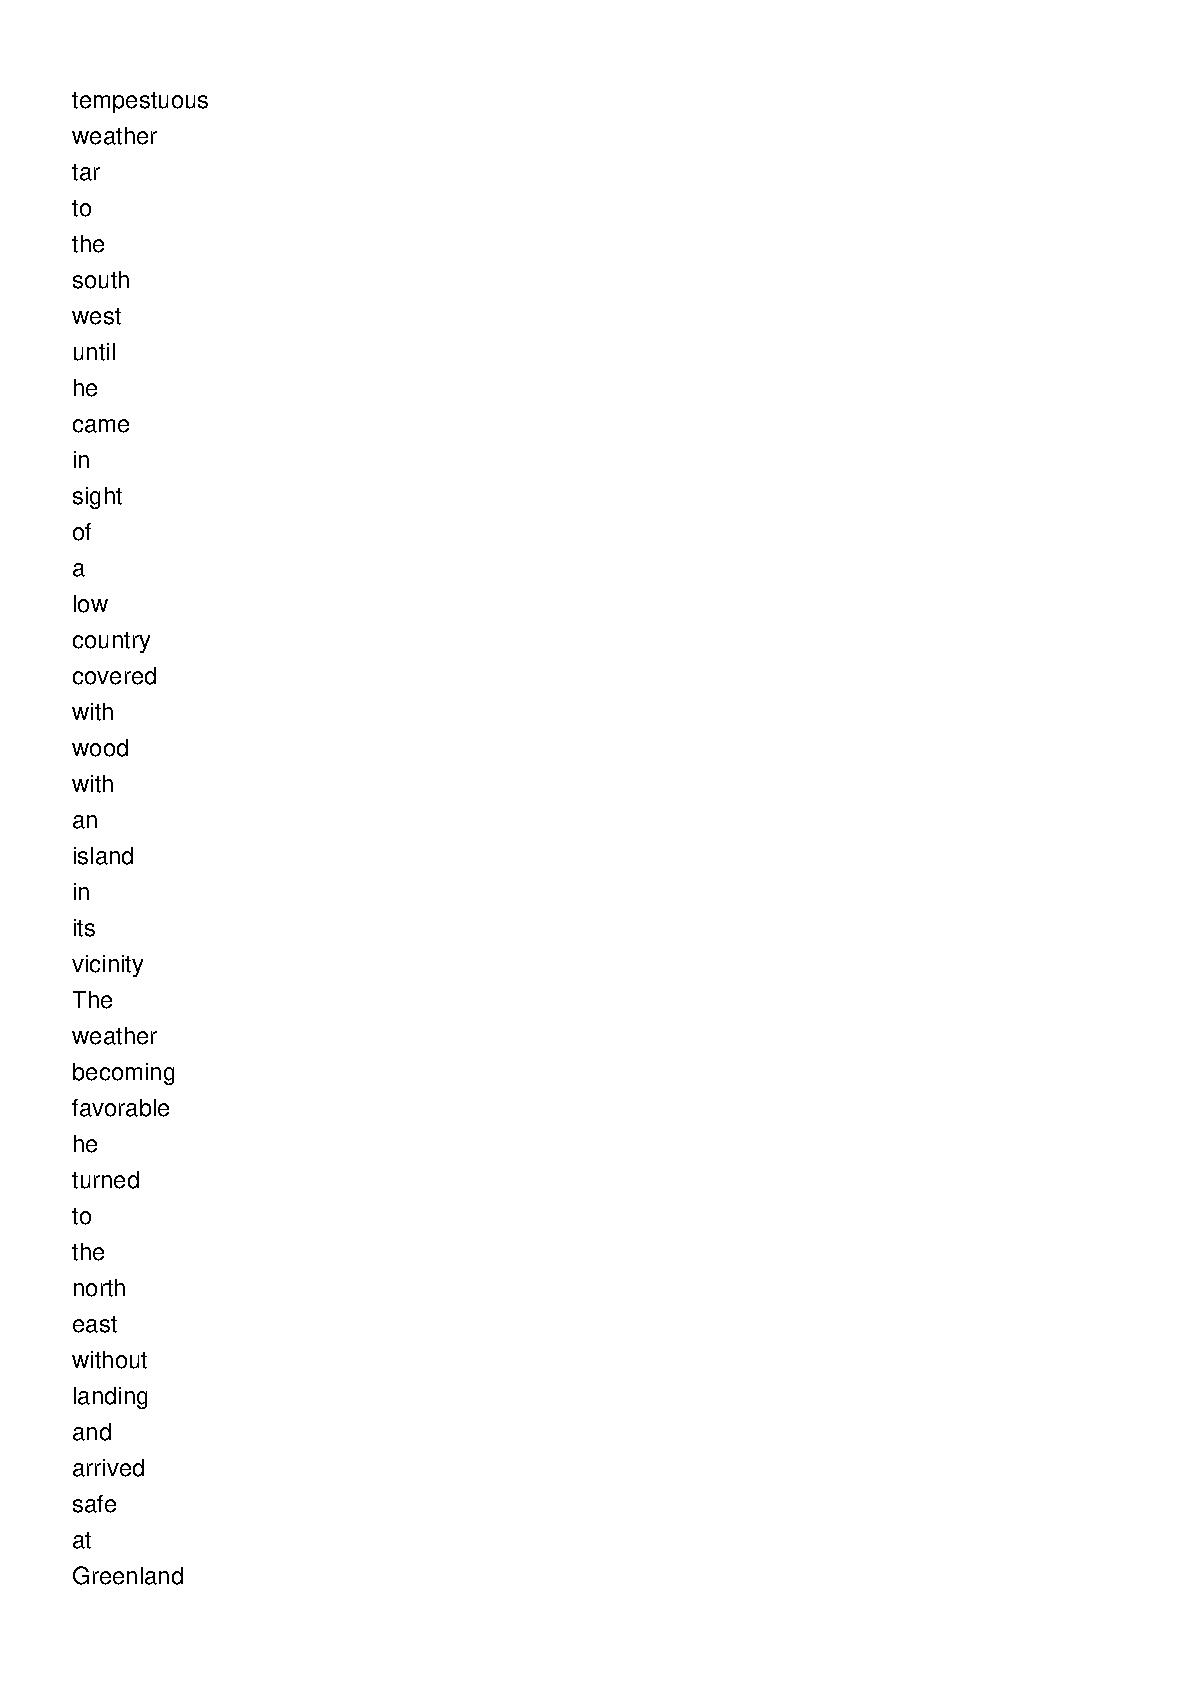 tempestuous
weather
tar
to
the
south
west
until
he
came
in
sight
of
a
low
country
covered
with
wood
with
an
island
in
its
vicinity
The
weather
becoming
favorable
he
turned
to
the
north
east
without
landing
and
arrived
safe
at
Greenland